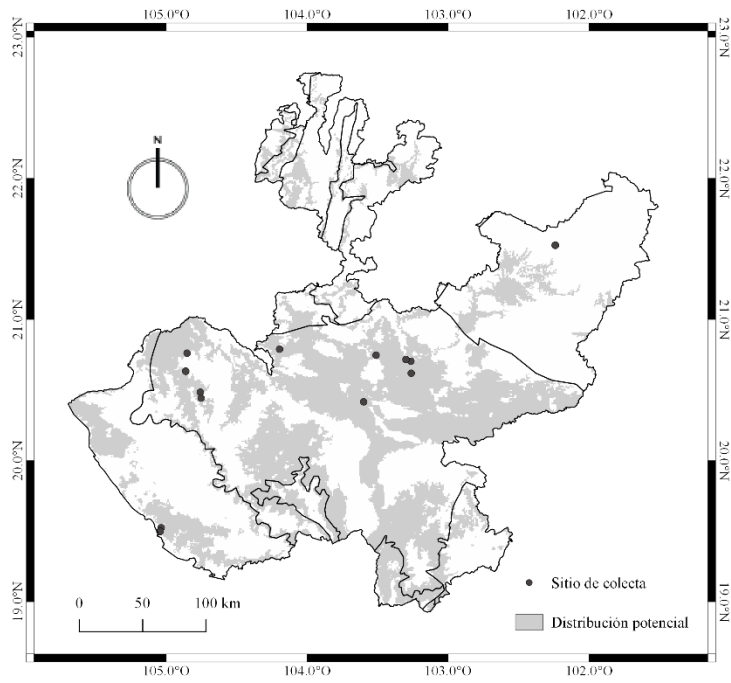 105.0°O 104.0°O 103.0°O 102.0°O
23.0°N 23.0°N
N
22.0°N 22.0°N
21.0°N 21.0°N
20.0°N 20.0°N
19.0°N 19.0°N
Sitio de colecta
0 50 100 km
Distribución potencial
105.0°O 104.0°O 103.0°O 102.0°O